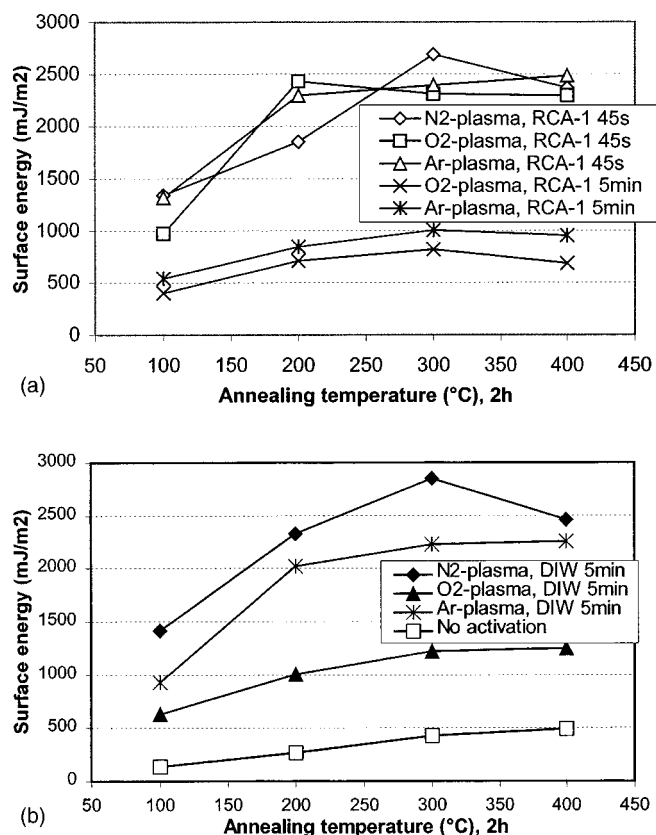 3000
2500
2000
1500
1000
500
0
Surface energy (mJ/m2)
N2-plasma, RCA-1 45s
O2-plasma, RCA-1 45s
Ar-plasma, RCA-1 45s
O2-plasma, RCA-1 5min
Ar-plasma, RCA-1 5min
50 100 150 200 250 300 350 400 450
(a)
Annealing temperature (°C), 2h
3000
2500
2000
1500
1000
500
0
Surface energy (mJ/m2)
N2-plasma, DIW 5min
O2-plasma, DIW 5min
Ar-plasma, DIW 5min
No activation
50 100 150 200 250 300 350 400 450
(b)
Annealing temperature (°C), 2h